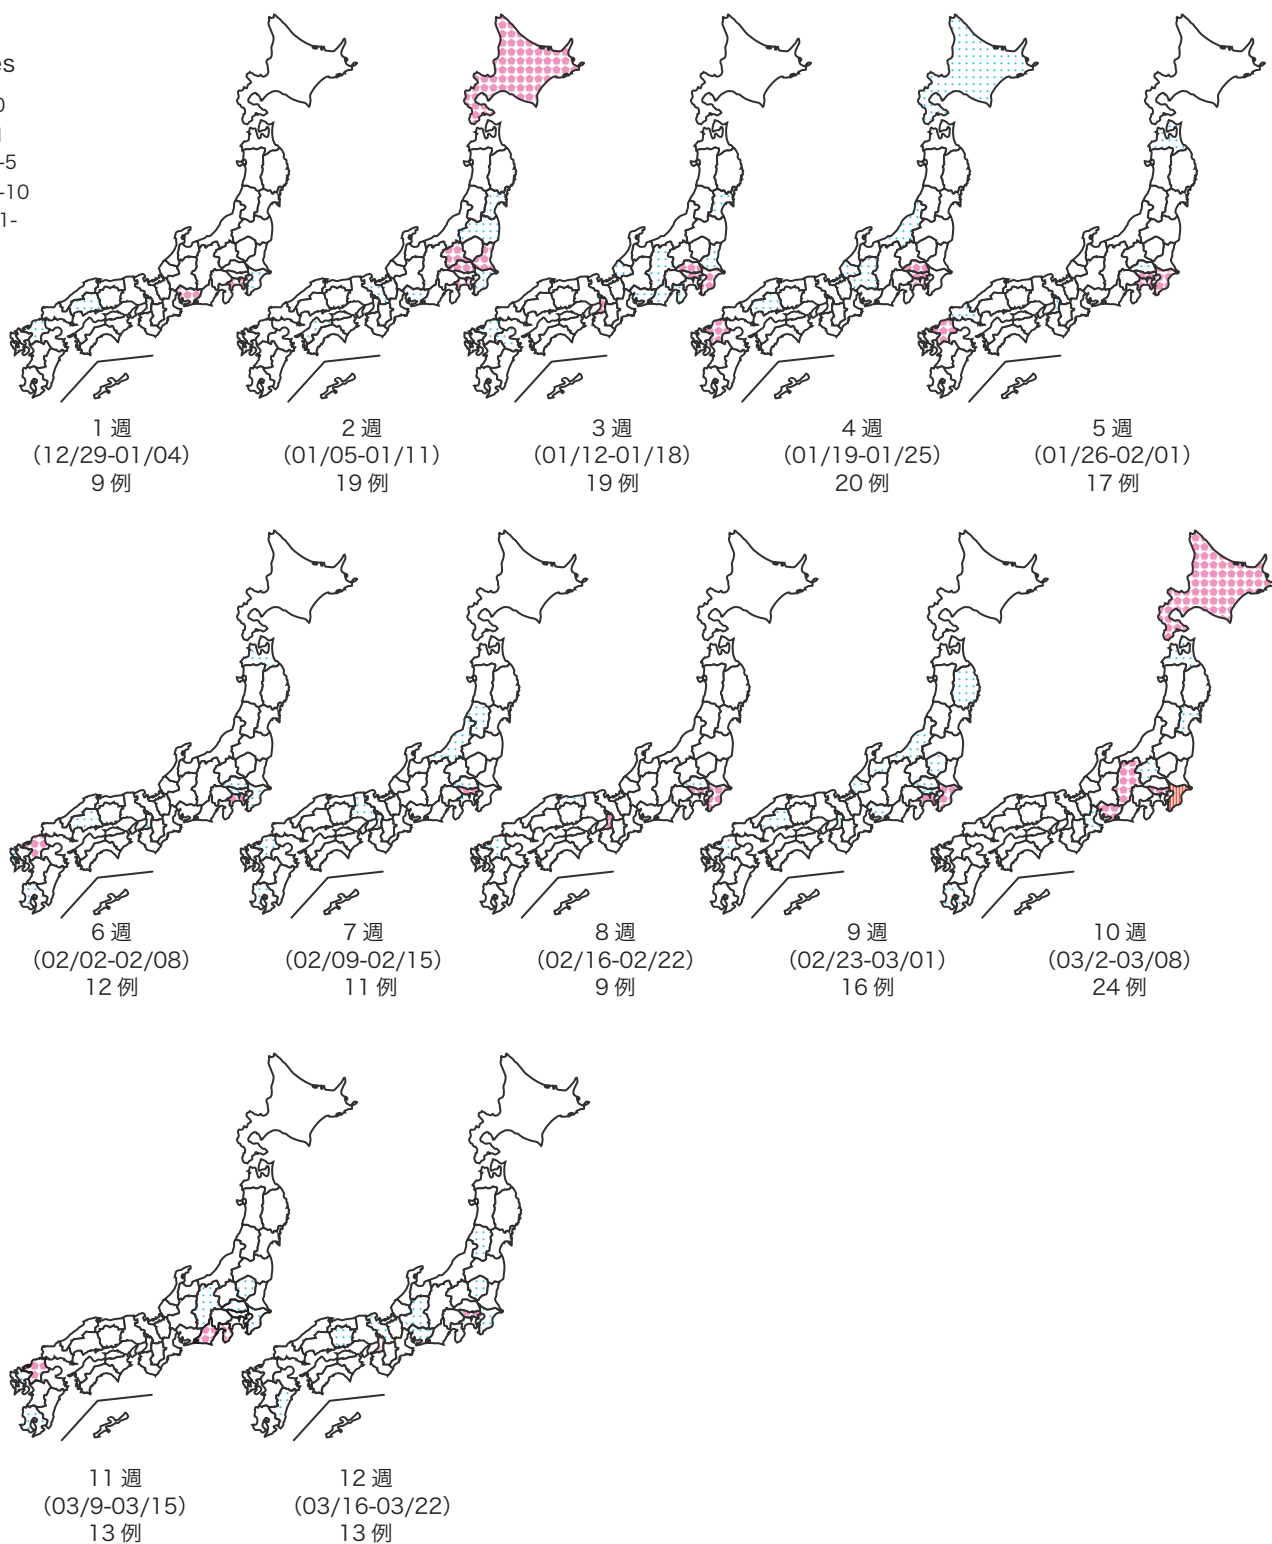 -5
-10
1 週
(12/29-01/04)
9 例
2 週
(01/05-01/11)
19 例
3 週
(01/12-01/18)
19 例
4 週
(01/19-01/25)
20 例
5 週
(01/26-02/01)
17 例
6 週
(02/02-02/08)
12 例
7 週
(02/09-02/15)
11 例
8 週
(02/16-02/22)
9 例
9 週
(02/23-03/01)
16 例
10 週
(03/2-03/08)
24 例
11 週
(03/9-03/15)
13 例
12 週
(03/16-03/22)
13 例